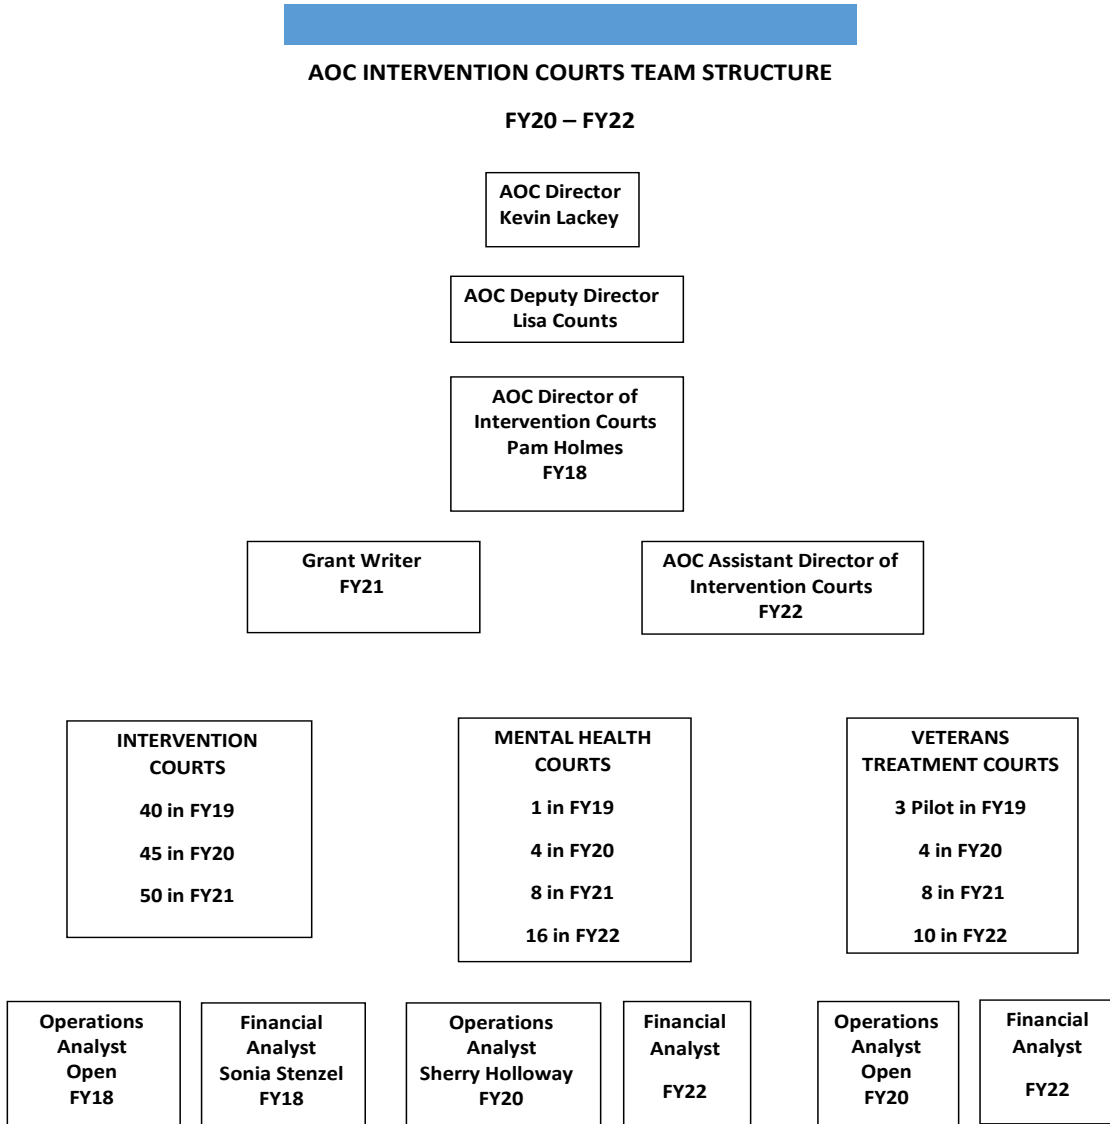 AOC INTERVENTION COURTS TEAM STRUCTURE
FY20 – FY22
AOC Director
Kevin Lackey
AOC Deputy Director
Lisa Counts
AOC Director of
Intervention Courts
Pam Holmes
FY18
Grant Writer
FY21
AOC Assistant Director of
Intervention Courts
FY22
INTERVENTION
COURTS
40 in FY19
45 in FY20
50 in FY21
MENTAL HEALTH
COURTS
1 in FY19
4 in FY20
8 in FY21
16 in FY22
VETERANS
TREATMENT COURTS
3 Pilot in FY19
4 in FY20
8 in FY21
10 in FY22
Operations
Analyst
Open
FY18
Financial
Analyst
Sonia Stenzel
FY18
Operations
Analyst
Sherry Holloway
FY20
Financial
Analyst
FY22
Operations
Analyst
Open
FY20
Financial
Analyst
FY22